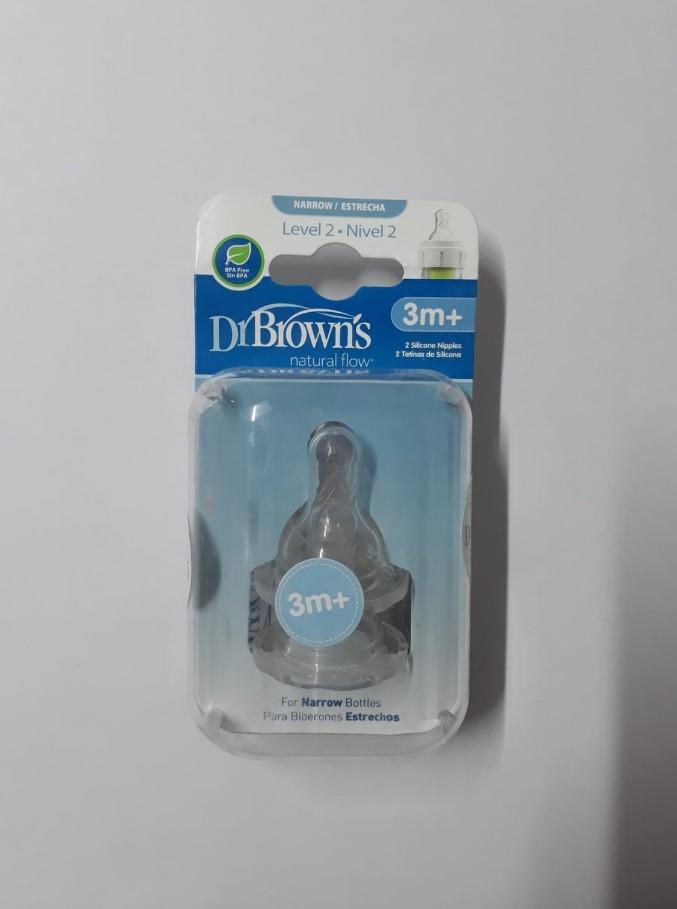 NARROW / ESTRECHA
Level 2 • Nivel 2
BPA Free
Sin BPA
Dr Brown's
natural flow
3m+
2 Silicone Nipples
2 Tetinas de Silicona
3m+
For Narrow Bottles
Para Biberones Estrechos